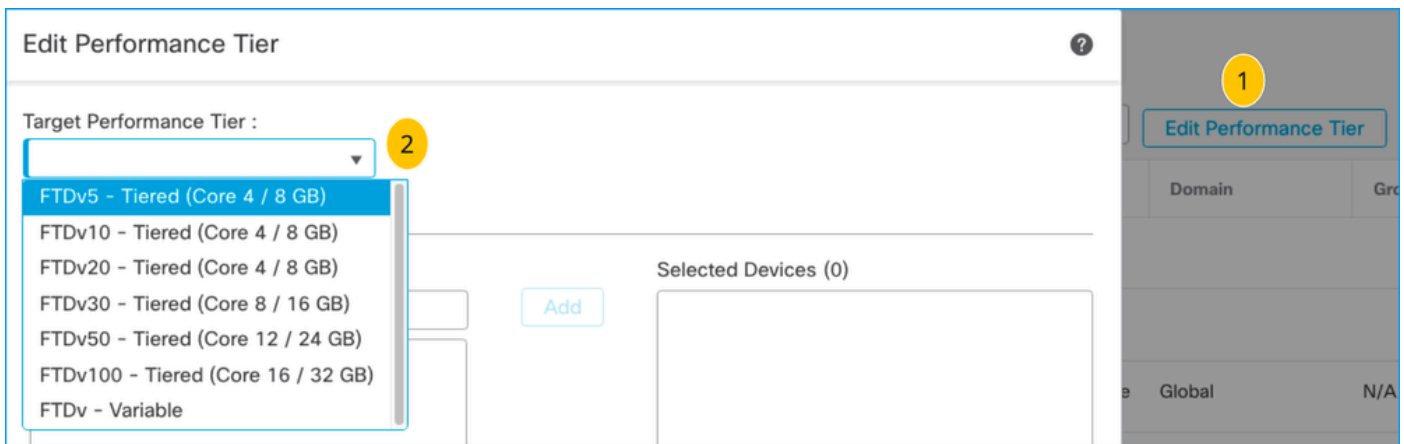 Edit Performance Tier
?
1
Target Performance Tier :
2
Edit Performance Tier
FTDv5 - Tiered (Core 4 / 8 GB)
Domain
Gro
FTDv10 - Tiered (Core 4 / 8 GB)
FTDv20 - Tiered (Core 4 / 8 GB)
Selected Devices (0)
FTDv30 - Tiered (Core 8 / 16 GB)
Add
FTDv50 - Tiered (Core 12 / 24 GB)
FTDv100 - Tiered (Core 16 / 32 GB)
e
Global
N/A
FTDv - Variable